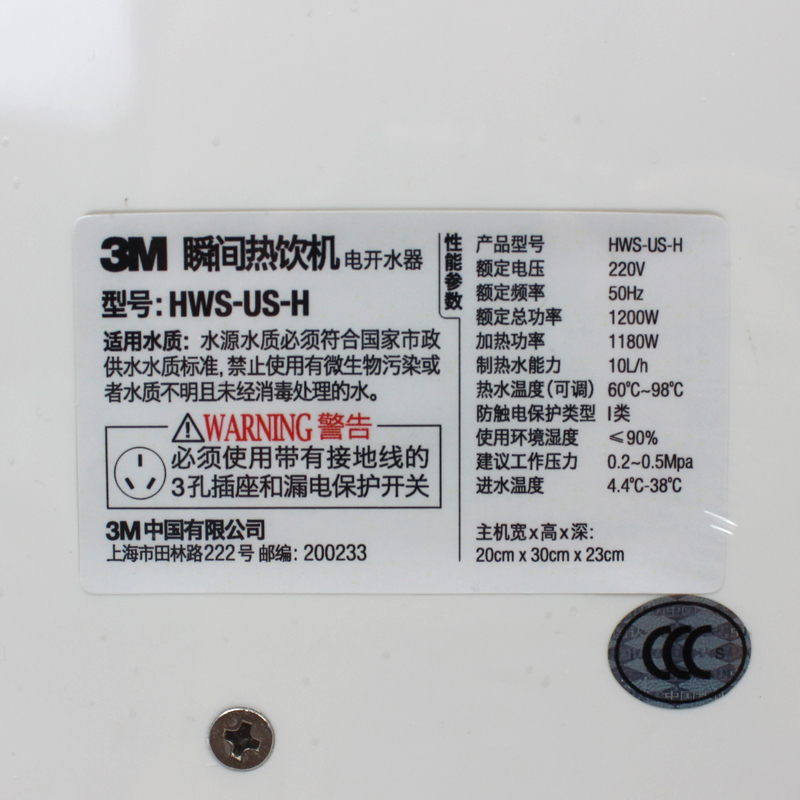 3M 瞬间热饮机 电开水器
型号: HWS-US-H
适用水质: 水源水质必须符合国家市政
供水水质标准, 禁止使用有微生物污染或
者水质不明且未经消毒处理的水。
WARNING 警告
必须使用带有接地线的
3孔插座和漏电保护开关
3M中国有限公司
上海市田林路222号 邮编: 200233
性能参数
产品型号 HWS-US-H
额定电压 220V
额定频率 50Hz
额定总功率 1200W
加热功率 1180W
制热水能力 10L/h
热水温度(可调) 60℃~98℃
防触电保护类型 I类
使用环境湿度 ≤90%
建议工作压力 0.2~0.5Mpa
进水温度 4.4℃-38℃
主机宽x高x深:
20cm x 30cm x 23cm
CCC S